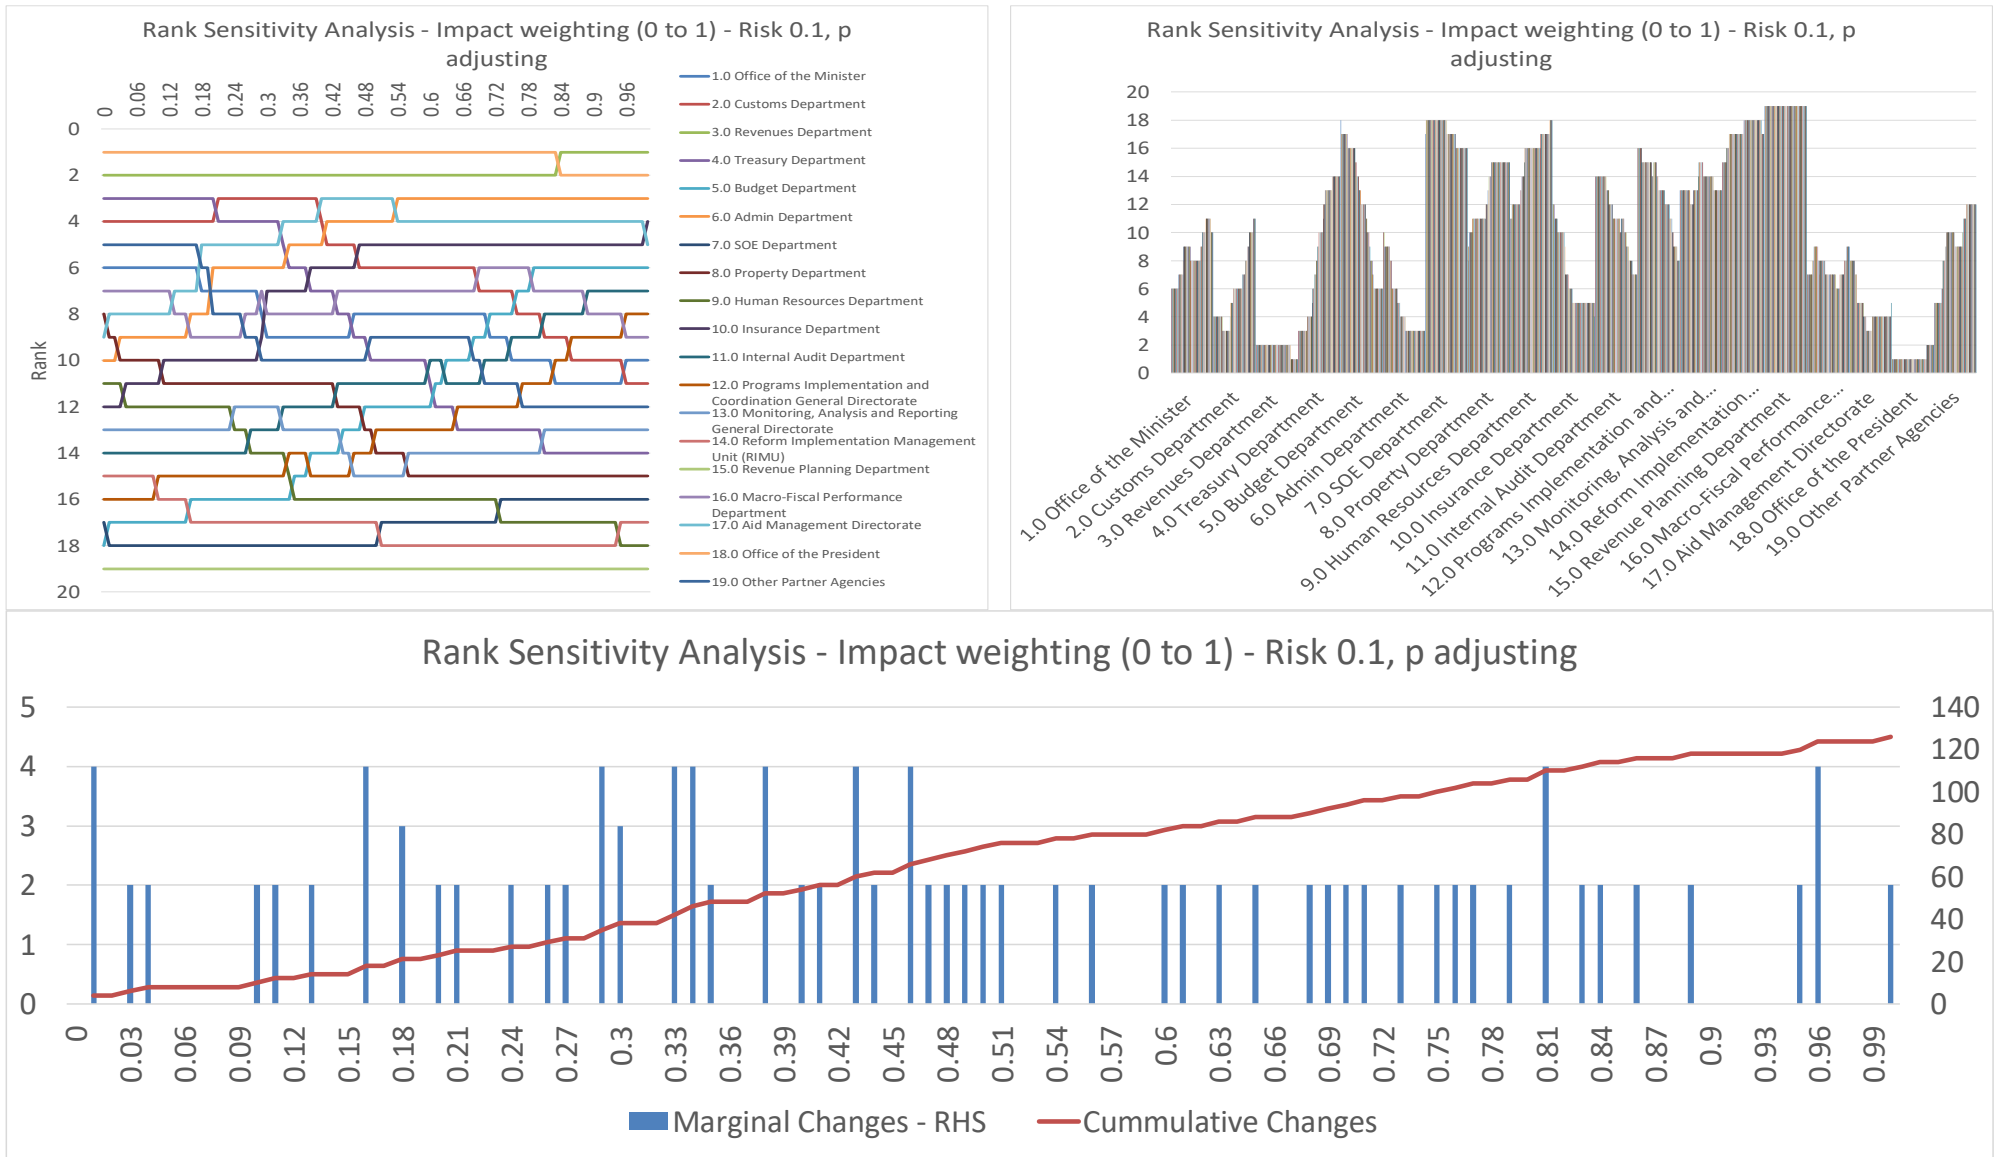 Rank Sensitivity Analysis - Impact weighting (0 to 1) - Risk 0.1, p
adjusting
0 0.06 0.12 0.18 0.24 0.3 0.36 0.42 0.48 0.54 0.6 0.66 0.72 0.78 0.84 0.9 0.96
0
2
4
6
8
10
12
14
16
18
20
Rank
1.0 Office of the Minister
2.0 Customs Department
3.0 Revenues Department
4.0 Treasury Department
5.0 Budget Department
6.0 Admin Department
7.0 SOE Department
8.0 Property Department
9.0 Human Resources Department
10.0 Insurance Department
11.0 Internal Audit Department
12.0 Programs Implementation and
Coordination General Directorate
13.0 Monitoring, Analysis and Reporting
General Directorate
14.0 Reform Implementation Management
Unit (RIMU)
15.0 Revenue Planning Department
16.0 Macro-Fiscal Performance
Department
17.0 Aid Management Directorate
18.0 Office of the President
19.0 Other Partner Agencies
Rank Sensitivity Analysis - Impact weighting (0 to 1) - Risk 0.1, p
adjusting
20
18
16
14
12
10
8
6
4
2
0
1.0 Office of the Minister
2.0 Customs Department
3.0 Revenues Department
4.0 Treasury Department
5.0 Budget Department
6.0 Admin Department
7.0 SOE Department
8.0 Property Department
9.0 Human Resources Department
10.0 Insurance Department
11.0 Internal Audit Department
12.0 Programs Implementation and...
13.0 Monitoring, Analysis and...
14.0 Reform Implementation...
15.0 Revenue Planning Department
16.0 Macro-Fiscal Performance...
17.0 Aid Management Directorate
18.0 Office of the President
19.0 Other Partner Agencies
Rank Sensitivity Analysis - Impact weighting (0 to 1) - Risk 0.1, p adjusting
5
4
3
2
1
0
140
120
100
80
60
40
20
0
0 0.03 0.06 0.09 0.12 0.15 0.18 0.21 0.24 0.27 0.3 0.33 0.36 0.39 0.42 0.45 0.48 0.51 0.54 0.57 0.6 0.63 0.66 0.69 0.72 0.75 0.78 0.81 0.84 0.87 0.9 0.93 0.96 0.99
Marginal Changes - RHS
Cummulative Changes